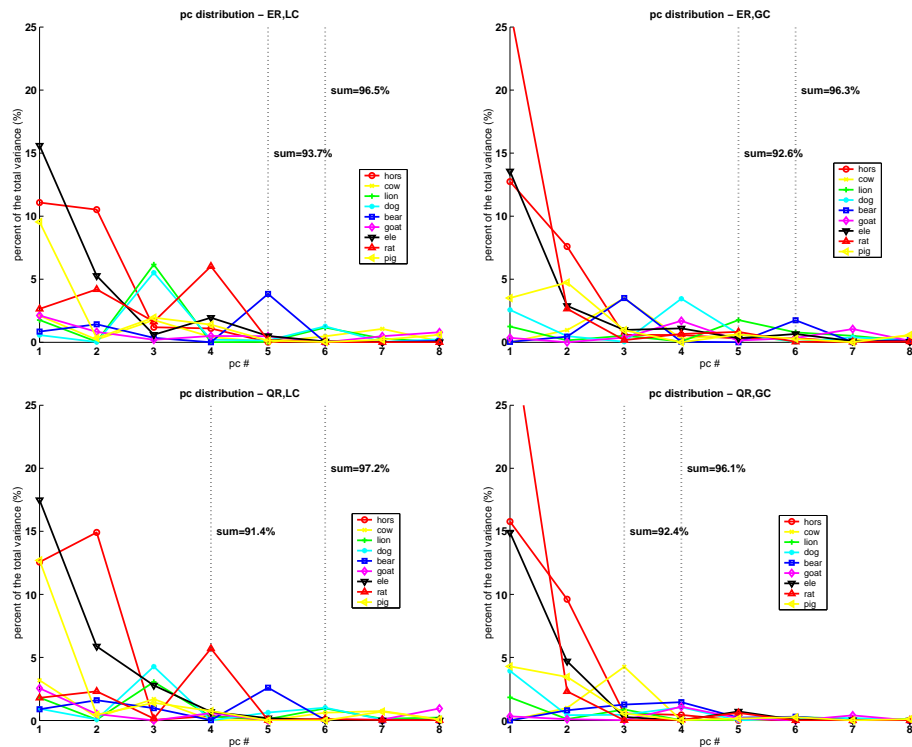 pc distribution − ER,LC
percent of the total variance (%)
25
20
15
10
5
0
sum=96.5%
sum=93.7%
hors
cow
lion
dog
bear
goat
ele
rat
pig
1 2 3 4 5 6 7 8
pc #
pc distribution − ER,GC
percent of the total variance (%)
25
20
15
10
5
0
sum=96.3%
sum=92.6%
hors
cow
lion
dog
bear
goat
ele
rat
pig
1 2 3 4 5 6 7 8
pc #
pc distribution − QR,LC
percent of the total variance (%)
25
20
15
10
5
0
sum=97.2%
sum=91.4%
hors
cow
lion
dog
bear
goat
ele
rat
pig
1 2 3 4 5 6 7 8
pc #
pc distribution − QR,GC
percent of the total variance (%)
25
20
15
10
5
0
sum=96.1%
sum=92.4%
hors
cow
lion
dog
bear
goat
ele
rat
pig
1 2 3 4 5 6 7 8
pc #